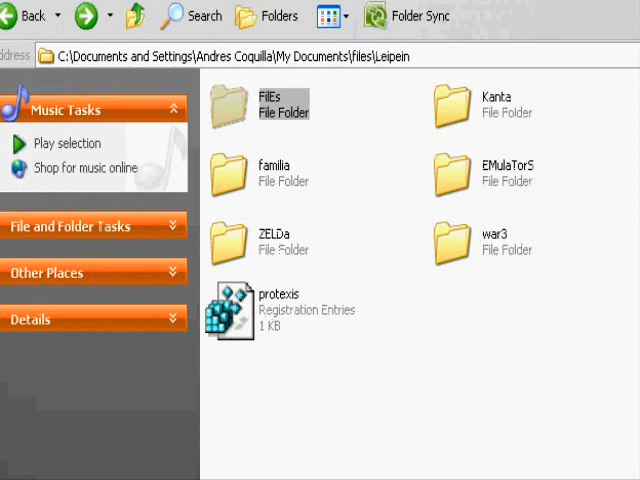 Back Search Folders Folder Sync
ddress C:\Documents and Settings\Andres Coquilla\My Documents\files\Leipein
Music Tasks
Play selection
Shop for music online
File and Folder Tasks
Other Places
Details
FilEs
File Folder
Kanta
File Folder
familia
File Folder
EMulaTorS
File Folder
ZELDa
File Folder
war3
File Folder
protexis
Registration Entries
1 KB